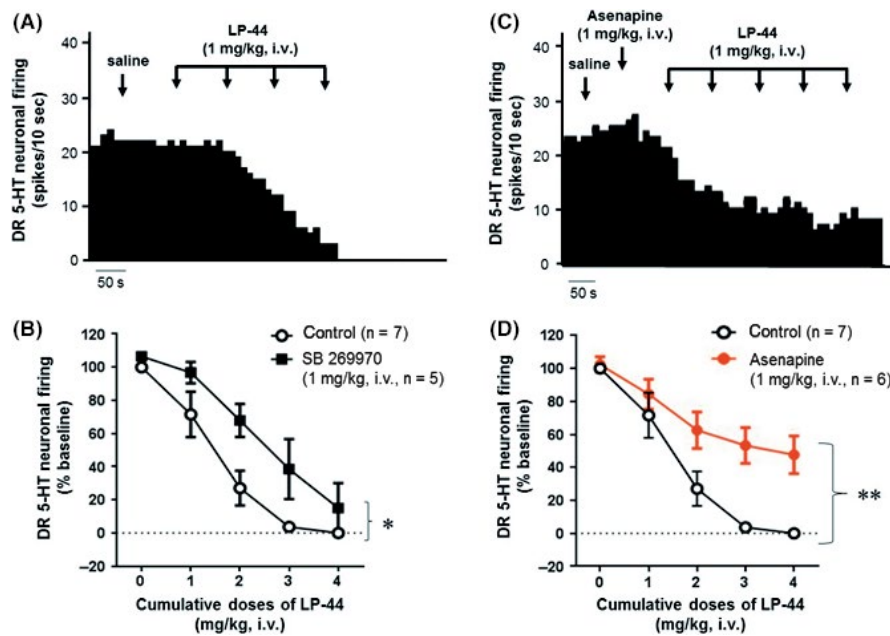 (A)
LP-44
(1 mg/kg, i.v.)
saline
DR 5-HT neuronal firing
(spikes/10 sec)
40
30
20
10
0
50 s
(C)
Asenapine
(1 mg/kg, i.v.)
LP-44
(1 mg/kg, i.v.)
saline
DR 5-HT neuronal firing
(spikes/10 sec)
40
30
20
10
0
50 s
(B)
Control (n = 7)
SB 269970
(1 mg/kg, i.v., n = 5)
DR 5-HT neuronal firing
(% baseline)
120
100
80
60
40
20
0
–20
*
0 1 2 3 4
Cumulative doses of LP-44
(mg/kg, i.v.)
(D)
Control (n = 7)
Asenapine
(1 mg/kg, i.v., n = 6)
DR 5-HT neuronal firing
(% baseline)
120
100
80
60
40
20
0
–20
**
0 1 2 3 4
Cumulative doses of LP-44
(mg/kg, i.v.)